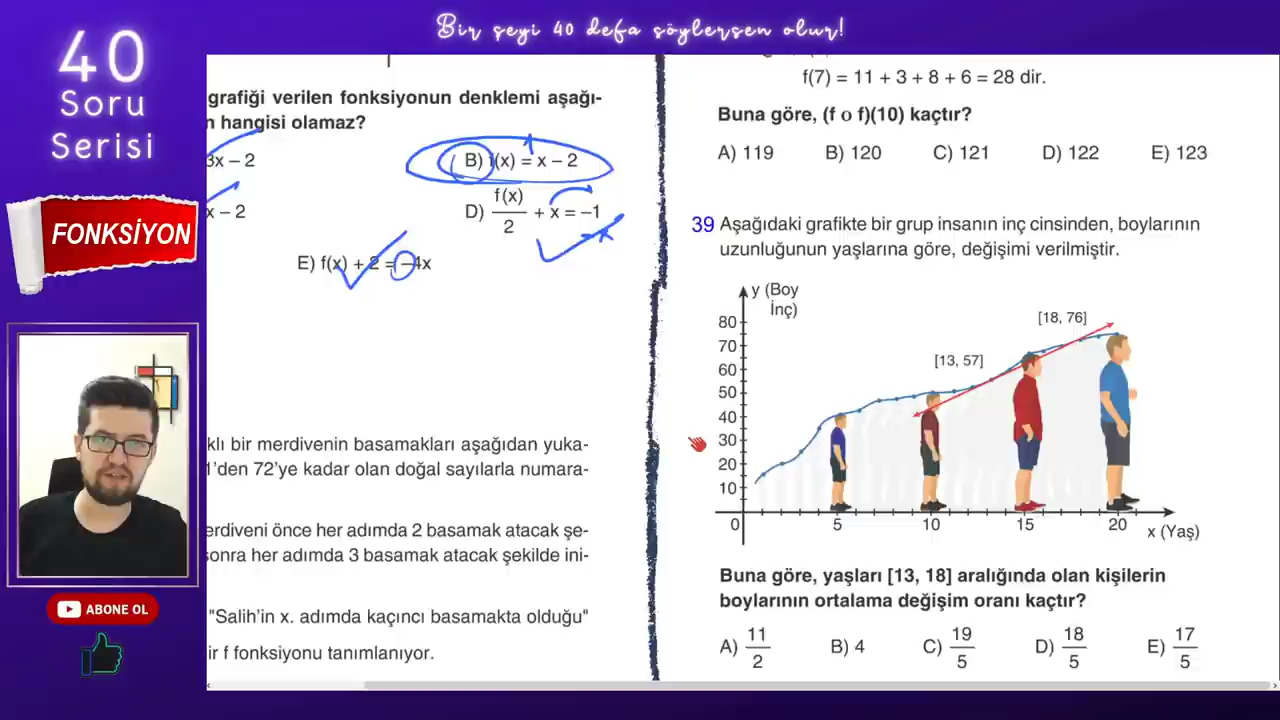 Bir şeyi 40 defa söylersen olur!
40
Soru
Serisi
FONKSİYON
ABONE OL
grafiği verilen fonksiyonun denklemi aşağı-
n hangisi olamaz?
3x – 2
B) f(x) = x – 2
x – 2
D) f(x)/2 + x = –1
E) f(x) + 2 = –4x
klı bir merdivenin basamakları aşağıdan yuka-
1'den 72'ye kadar olan doğal sayılarla numara-
erdiveni önce her adımda 2 basamak atacak şe-
sonra her adımda 3 basamak atacak şekilde ini-
"Salih'in x. adımda kaçıncı basamakta olduğu"
ir f fonksiyonu tanımlanıyor.
f(7) = 11 + 3 + 8 + 6 = 28 dir.
Buna göre, (f o f)(10) kaçtır?
A) 119 B) 120 C) 121 D) 122 E) 123
39 Aşağıdaki grafikte bir grup insanın inç cinsinden, boylarının
uzunluğunun yaşlarına göre, değişimi verilmiştir.
y (Boy
İnç)
80
70
60
50
40
30
20
10
0
5
10
15
20
x (Yaş)
[13, 57]
[18, 76]
Buna göre, yaşları [13, 18] aralığında olan kişilerin
boylarının ortalama değişim oranı kaçtır?
A) 11/2 B) 4 C) 19/5 D) 18/5 E) 17/5